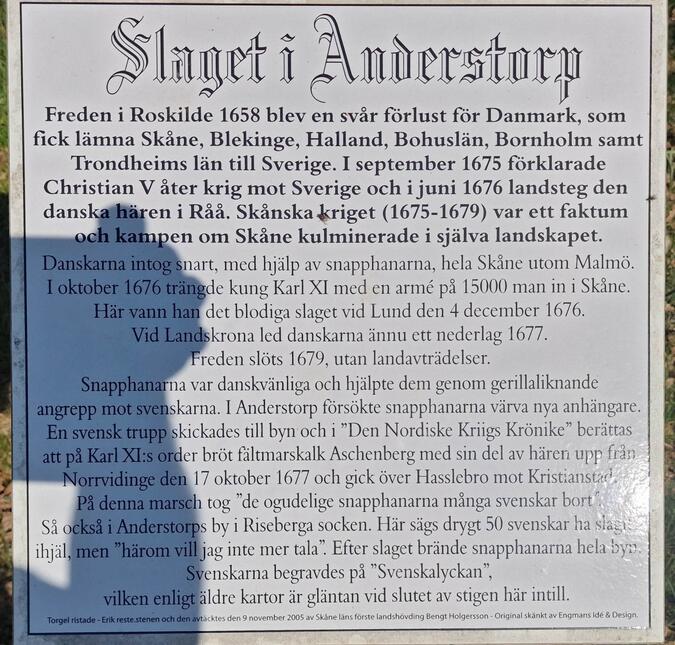 Slaget i Anderstorp
Freden i Roskilde 1658 blev en svår förlust för Danmark, som
fick lämna Skåne, Blekinge, Halland, Bohuslän, Bornholm samt
Trondheims län till Sverige. I september 1675 förklarade
Christian V åter krig mot Sverige och i juni 1676 landsteg den
danska hären i Råå. Skånska kriget (1675-1679) var ett faktum
och kampen om Skåne kulminerade i själva landskapet.
Danskarna intog snart, med hjälp av snapphanarna, hela Skåne utom Malmö.
I oktober 1676 trängde kung Karl XI med en armé på 15000 man in i Skåne.
Här vann han det blodiga slaget vid Lund den 4 december 1676.
Vid Landskrona led danskarna ännu ett nederlag 1677.
Freden slöts 1679, utan landavträdelser.
Snapphanarna var danskvänliga och hjälpte dem genom gerillaliknande
angrepp mot svenskarna. I Anderstorp försökte snapphanarna värva nya anhängare.
En svensk trupp skickades till byn och i ”Den Nordiske Kriigs Krönike” berättas
att på Karl XI:s order bröt fältmarskalk Aschenberg med sin del av hären upp från
Norrvidinge den 17 oktober 1677 och gick över Hasslebro mot Kristianstad.
På denna marsch tog ”de ogudelige snapphanarna många svenskar bort”.
Så också i Anderstorps by i Riseberga socken. Här sägs drygt 50 svenskar ha slagits
ihjäl, men ”härom vill jag inte mer tala”. Efter slaget brände snapphanarna hela byn.
Svenskarna begravdes på ”Svenskalyckan”,
vilken enligt äldre kartor är gläntan vid slutet av stigen här intill.
Torgel ristade - Erik reste.stenen och den avtäcktes den 9 november 2005 av Skåne läns förste landshövding Bengt Holgersson - Original skänkt av Engmans Idé & Design.